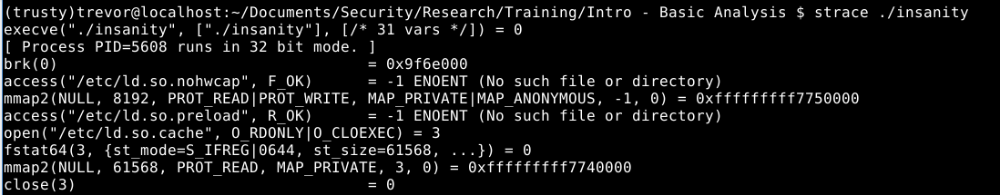 (trusty)trevor@localhost:~/Documents/Security/Research/Training/Intro - Basic Analysis $ strace ./insanity
execve("./insanity", ["./insanity"], [/* 31 vars */]) = 0
[ Process PID=5608 runs in 32 bit mode. ]
brk(0)                                  = 0x9f6e000
access("/etc/ld.so.nohwcap", F_OK)      = -1 ENOENT (No such file or directory)
mmap2(NULL, 8192, PROT_READ|PROT_WRITE, MAP_PRIVATE|MAP_ANONYMOUS, -1, 0) = 0xfffffffff7750000
access("/etc/ld.so.preload", R_OK)      = -1 ENOENT (No such file or directory)
open("/etc/ld.so.cache", O_RDONLY|O_CLOEXEC) = 3
fstat64(3, {st_mode=S_IFREG|0644, st_size=61568, ...}) = 0
mmap2(NULL, 61568, PROT_READ, MAP_PRIVATE, 3, 0) = 0xfffffffff7740000
close(3)                                = 0